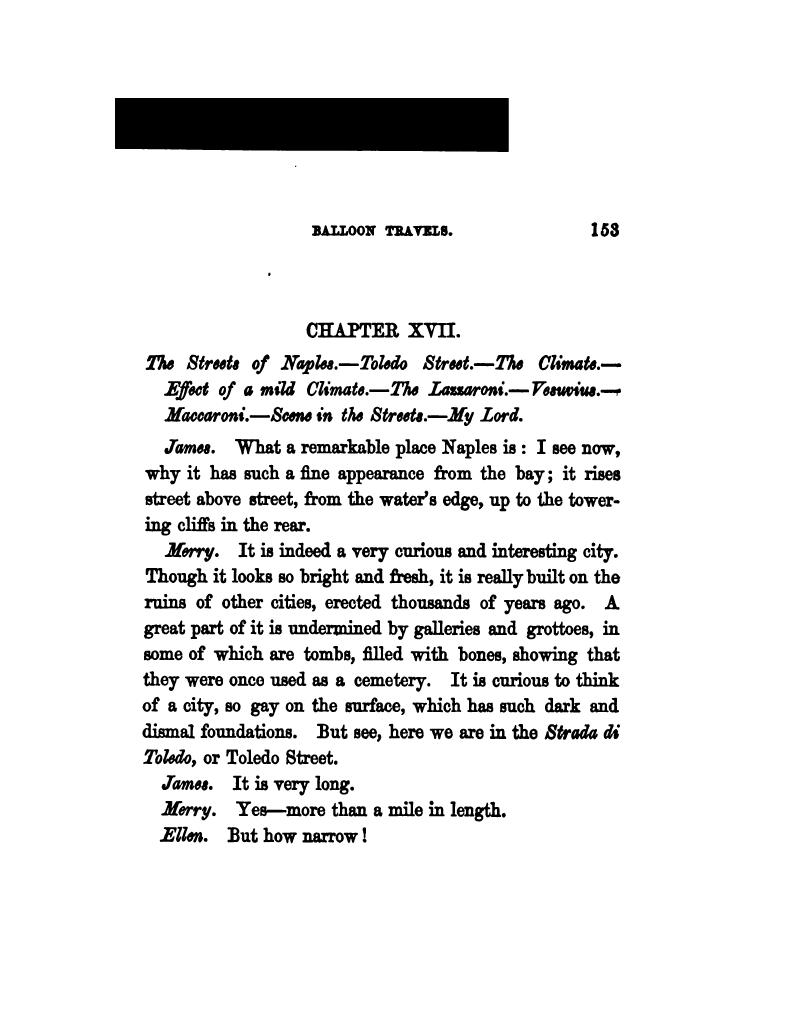 BALLOON TRAVELS. 153
CHAPTER XVII.
The Streets of Naples.—Toledo Street.—The Climate.—
Effect of a mild Climate.—The Lazzaroni.—Vesuvius.—
Maccaroni.—Scene in the Streets.—My Lord.
James. What a remarkable place Naples is: I see now,
why it has such a fine appearance from the bay; it rises
street above street, from the water's edge, up to the tower-
ing cliffs in the rear.
Merry. It is indeed a very curious and interesting city.
Though it looks so bright and fresh, it is really built on the
ruins of other cities, erected thousands of years ago. A
great part of it is undermined by galleries and grottoes, in
some of which are tombs, filled with bones, showing that
they were once used as a cemetery. It is curious to think
of a city, so gay on the surface, which has such dark and
dismal foundations. But see, here we are in the Strada di
Toledo, or Toledo Street.
James. It is very long.
Merry. Yes—more than a mile in length.
Ellen. But how narrow!